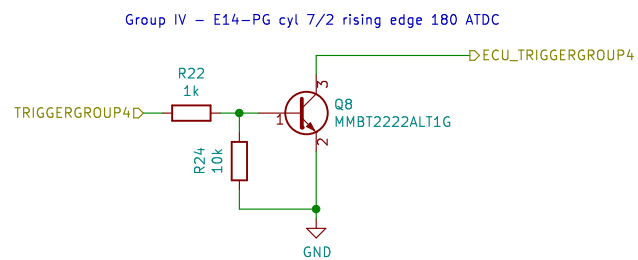 Group IV - E14-PG cyl 7/2 rising edge 180 ATDC
ECU_TRIGGERGROUP4
3
R22
1k
Q8
TRIGGERGROUP4
1
MMBT2222ALT1G
2
R24
10k
GND